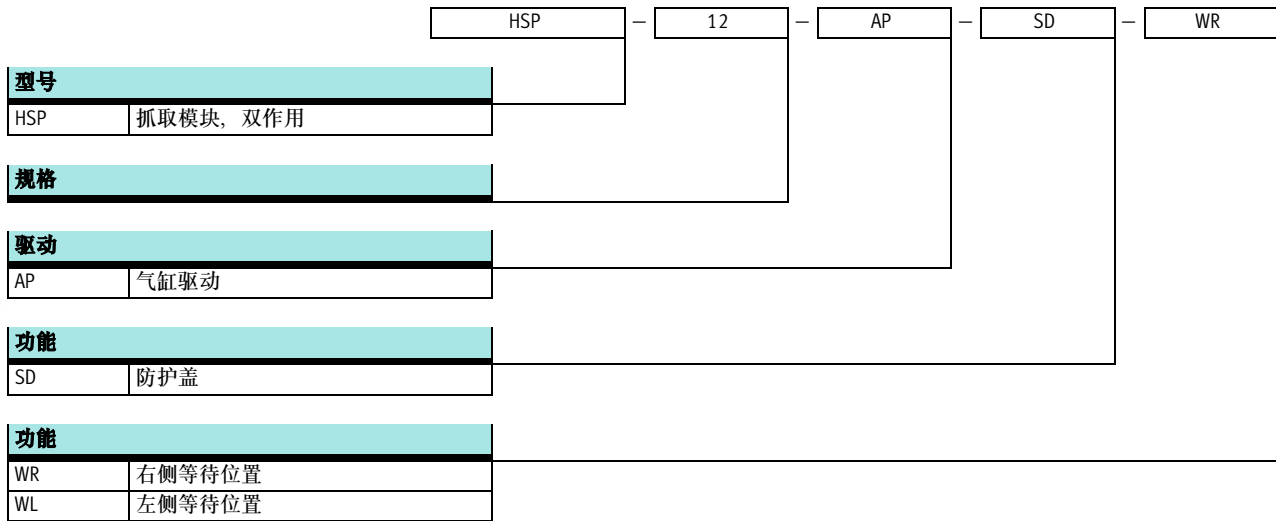 HSP – 12 – AP – SD – WR
型号
HSP 抓取模块，双作用
规格
驱动
AP 气缸驱动
功能
SD 防护盖
功能
WR 右侧等待位置
WL 左侧等待位置